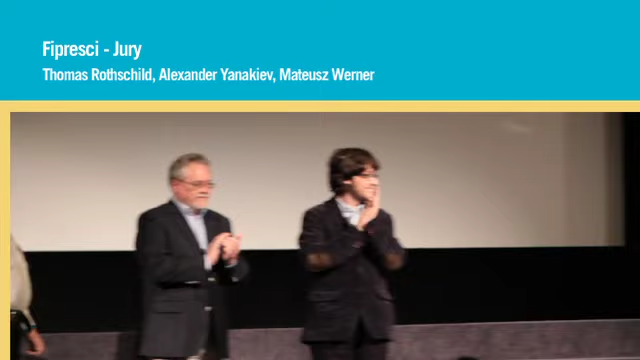 Fipresci - Jury
Thomas Rothschild, Alexander Yanakiev, Mateusz Werner